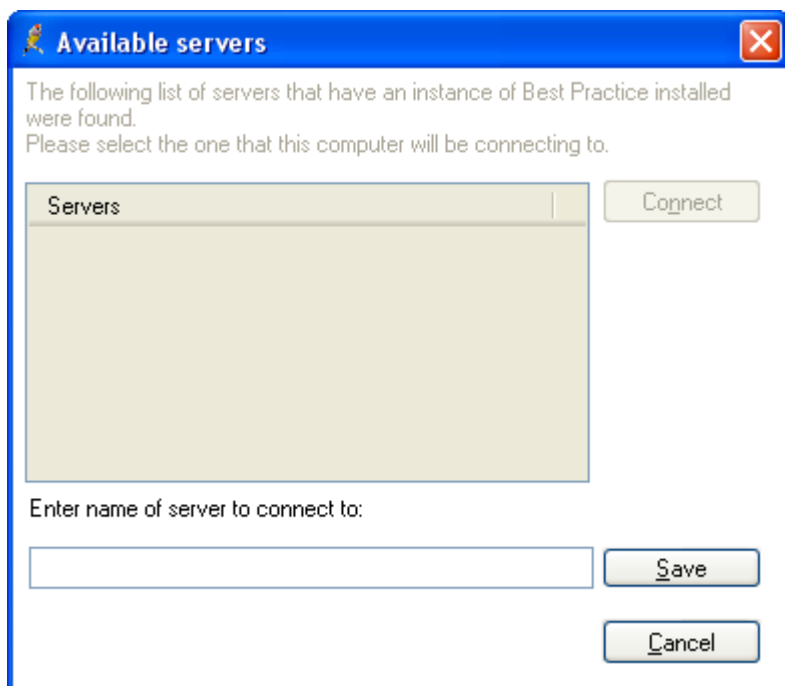 Available servers
The following list of servers that have an instance of Best Practice installed
were found.
Please select the one that this computer will be connecting to.
Servers
Connect
Enter name of server to connect to:
Save
Cancel